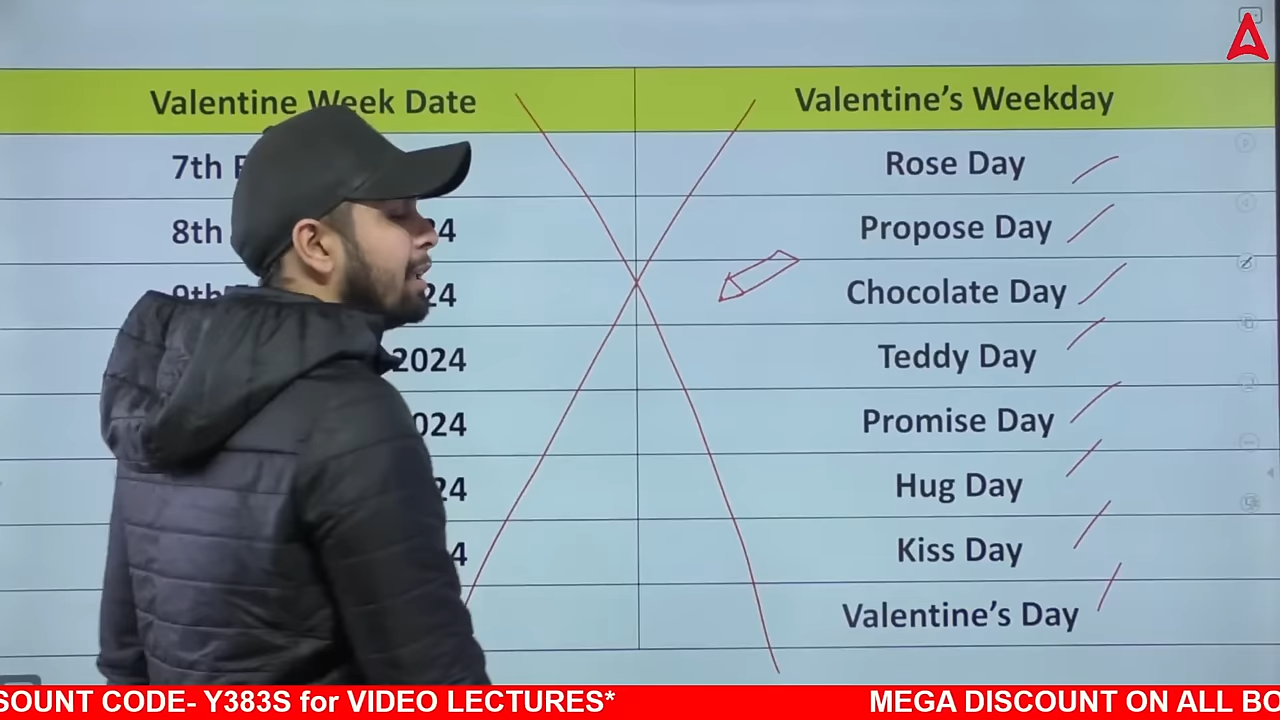 Valentine Week Date Valentine's Weekday
7th Rose Day
8th Propose Day
9th 24 Chocolate Day
2024 Teddy Day
Promise Day
24 Hug Day
4 Kiss Day
Valentine's Day
SOUNT CODE- Y383S for VIDEO LECTURES* MEGA DISCOUNT ON ALL BO